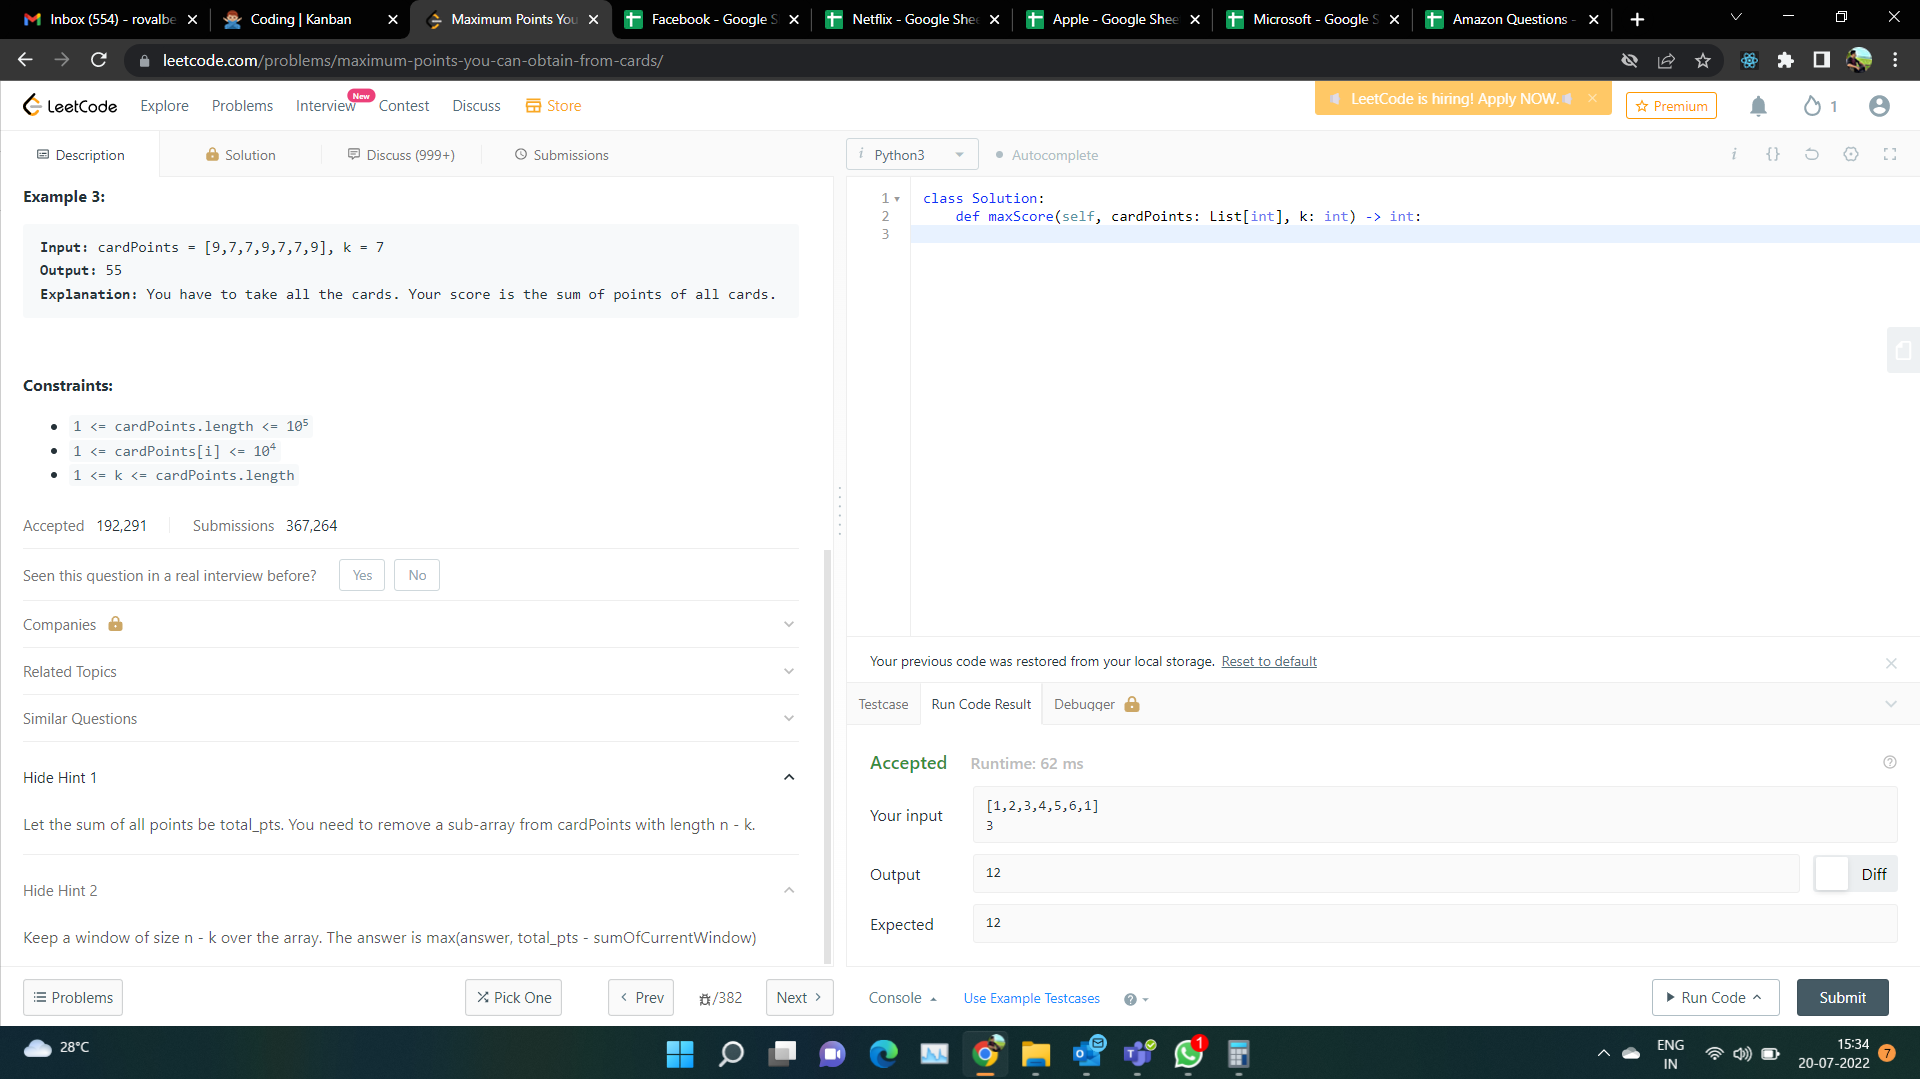 Inbox (554) - rovalbe
Coding | Kanban
Maximum Points You
Facebook - Google S
Netflix - Google She
Apple - Google Shee
Microsoft - Google S
Amazon Questions -
leetcode.com/problems/maximum-points-you-can-obtain-from-cards/
LeetCode
Explore
Problems
Interview
New
Contest
Discuss
Store
LeetCode is hiring! Apply NOW.
Premium
1
Description
Solution
Discuss (999+)
Submissions
i Python3
Autocomplete
i {}
Example 3:
Input: cardPoints = [9,7,7,9,7,7,9], k = 7
Output: 55
Explanation: You have to take all the cards. Your score is the sum of points of all cards.
Constraints:
1 <= cardPoints.length <= 10⁵
1 <= cardPoints[i] <= 10⁴
1 <= k <= cardPoints.length
Accepted 192,291 Submissions 367,264
Seen this question in a real interview before? Yes No
Companies
Related Topics
Similar Questions
Hide Hint 1
Let the sum of all points be total_pts. You need to remove a sub-array from cardPoints with length n - k.
Hide Hint 2
Keep a window of size n - k over the array. The answer is max(answer, total_pts - sumOfCurrentWindow)
Problems
Pick One
Prev
/382
Next
1 class Solution:
2 def maxScore(self, cardPoints: List[int], k: int) -> int:
3
Your previous code was restored from your local storage. Reset to default
Testcase
Run Code Result
Debugger
Accepted Runtime: 62 ms
Your input
[1,2,3,4,5,6,1]
3
Output
12
Diff
Expected
12
Console
Use Example Testcases
Run Code
Submit
28°C
1
ENG
IN
15:34
20-07-2022
7